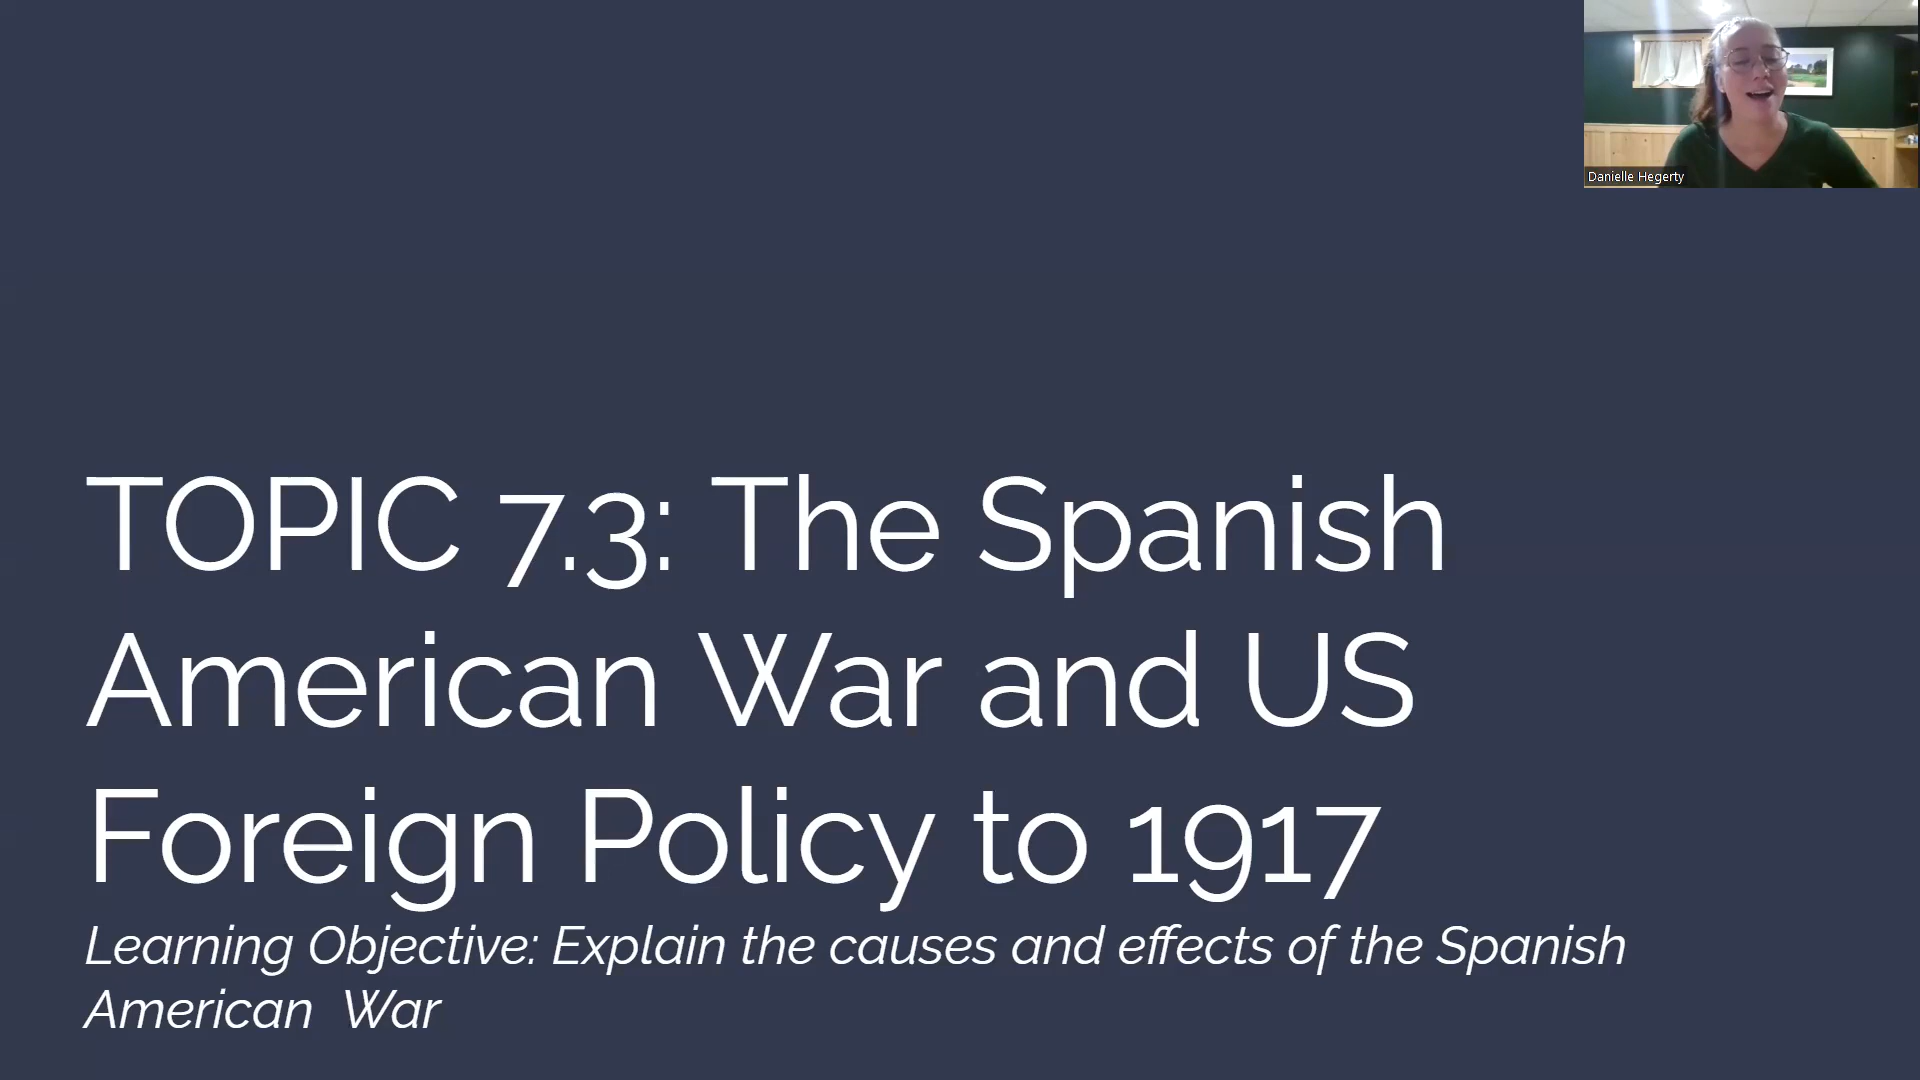 Danielle Hegerty
TOPIC 7.3: The Spanish
American War and US
Foreign Policy to 1917
Learning Objective: Explain the causes and effects of the Spanish
American War